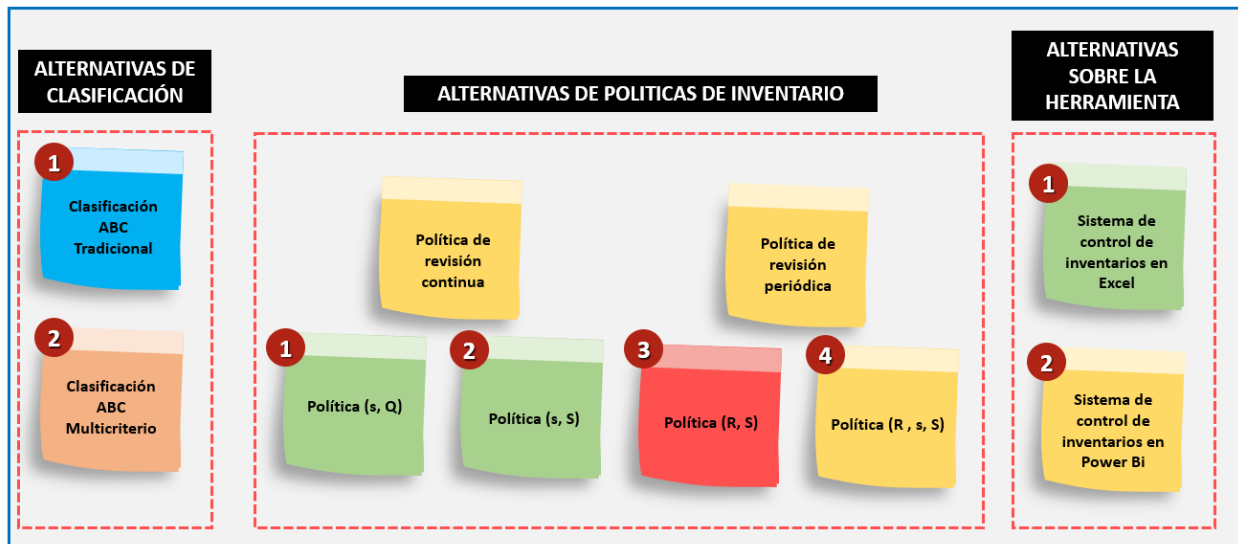 ALTERNATIVAS DE
CLASIFICACIÓN
1
Clasificación
ABC
Tradicional
2
Clasificación
ABC
Multicriterio
ALTERNATIVAS DE POLITICAS DE INVENTARIO
Política de
revisión
continua
Política de
revisión
periódica
1
Política (s, Q)
2
Política (s, S)
3
Política (R, S)
4
Política (R , s, S)
ALTERNATIVAS
SOBRE LA
HERRAMIENTA
1
Sistema de
control de
inventarios en
Excel
2
Sistema de
control de
inventarios en
Power Bi